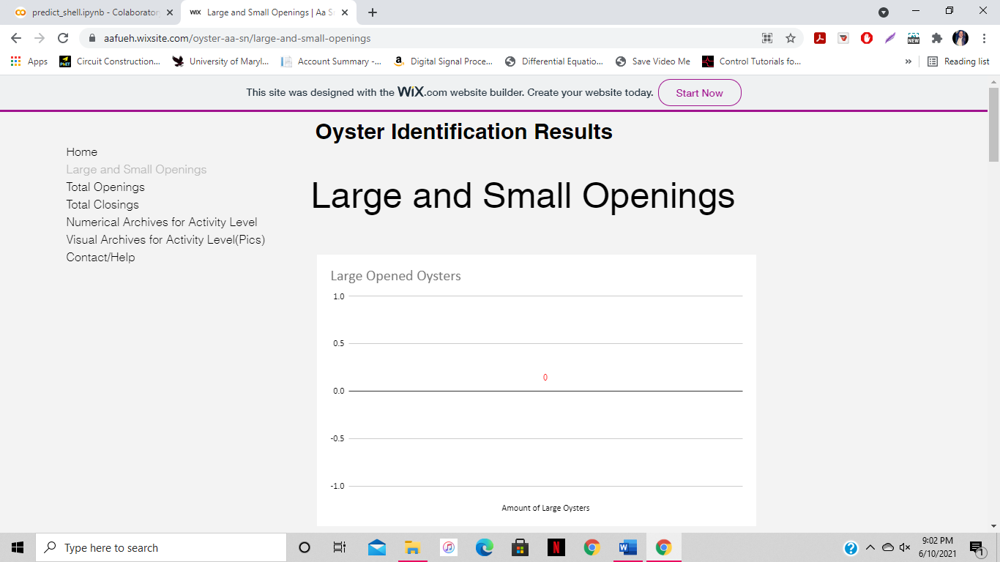 predict_shell.ipynb - Colaborator
WIX Large and Small Openings | Aa S
aafueh.wixsite.com/oyster-aa-sn/large-and-small-openings
NEW
Apps
PhET Circuit Construction...
University of Maryl...
Account Summary -...
a Digital Signal Proce...
Differential Equatio...
Save Video Me
Control Tutorials fo...
»
Reading list
This site was designed with the WiX.com website builder. Create your website today. Start Now
Oyster Identification Results
Home
Large and Small Openings
Total Openings
Total Closings
Numerical Archives for Activity Level
Visual Archives for Activity Level(Pics)
Contact/Help
Large and Small Openings
Large Opened Oysters
1.0
0.5
0
0.0
-0.5
-1.0
Amount of Large Oysters
Type here to search
N
W
?
9:02 PM
6/10/2021
1